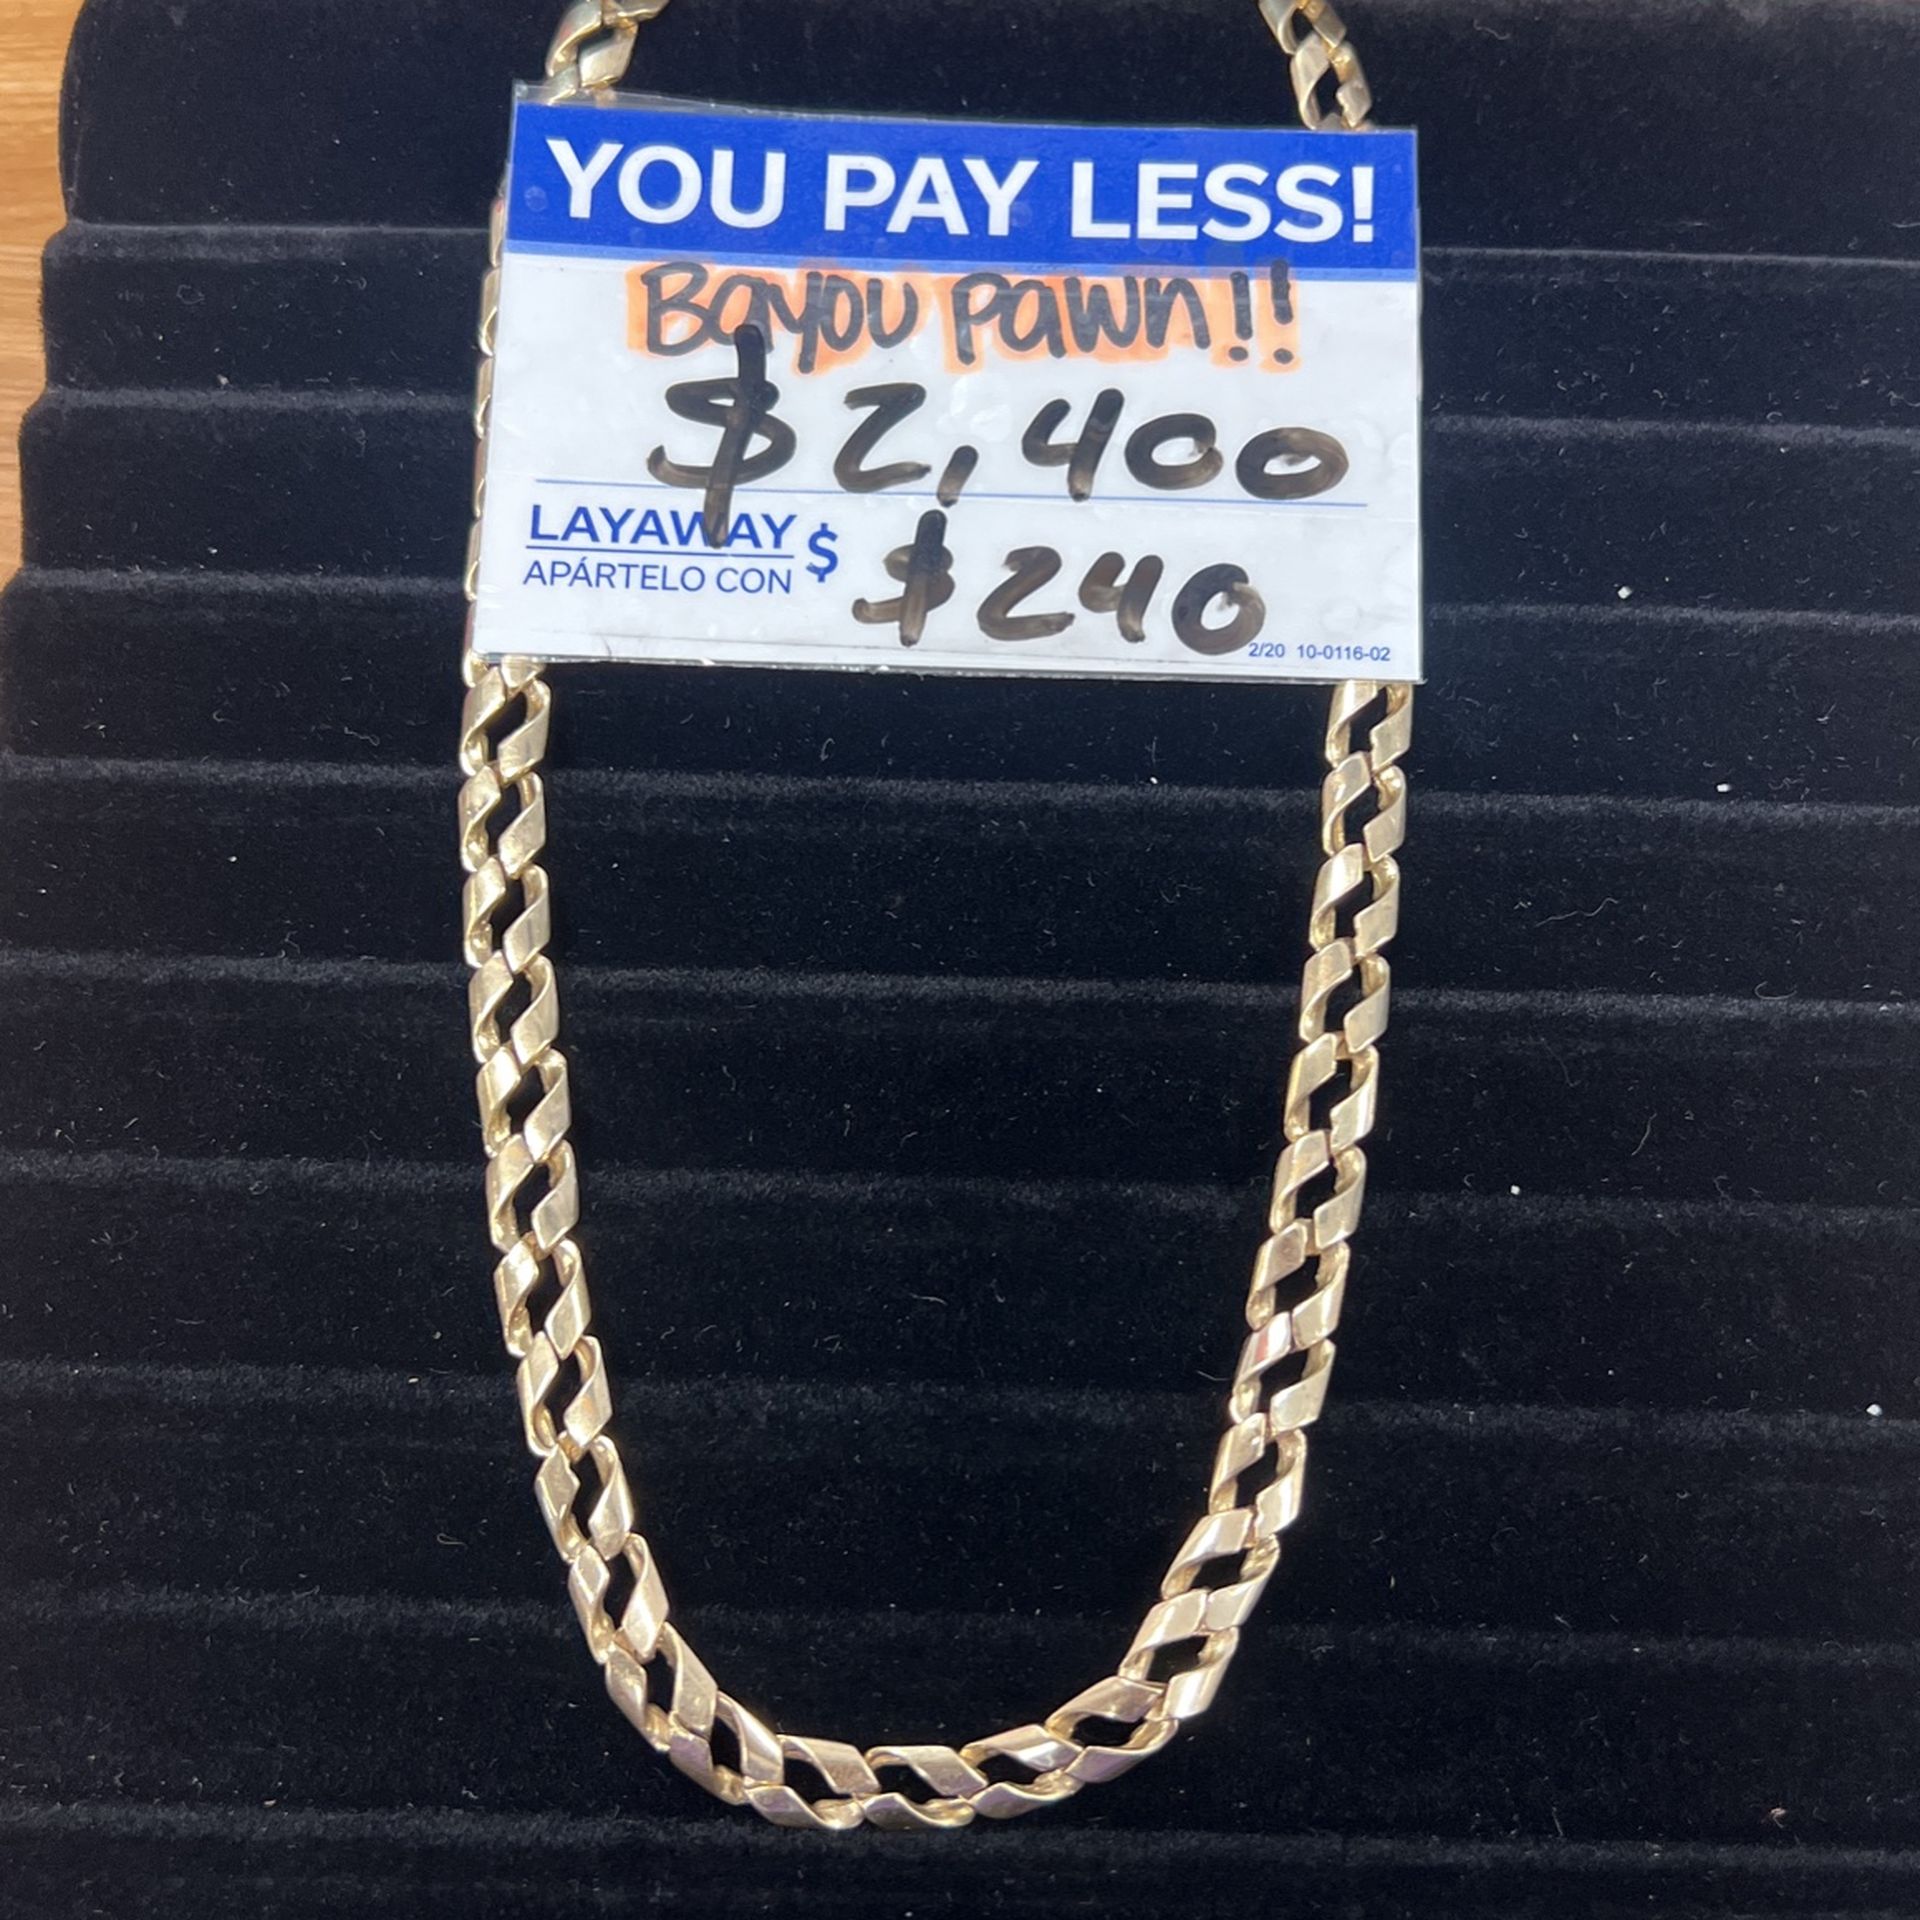 YOU PAY LESS!
Bayou Pawn!!
$2,400
LAYAWAY $ $240
APÁRTELO CON
2/20 10-0116-02